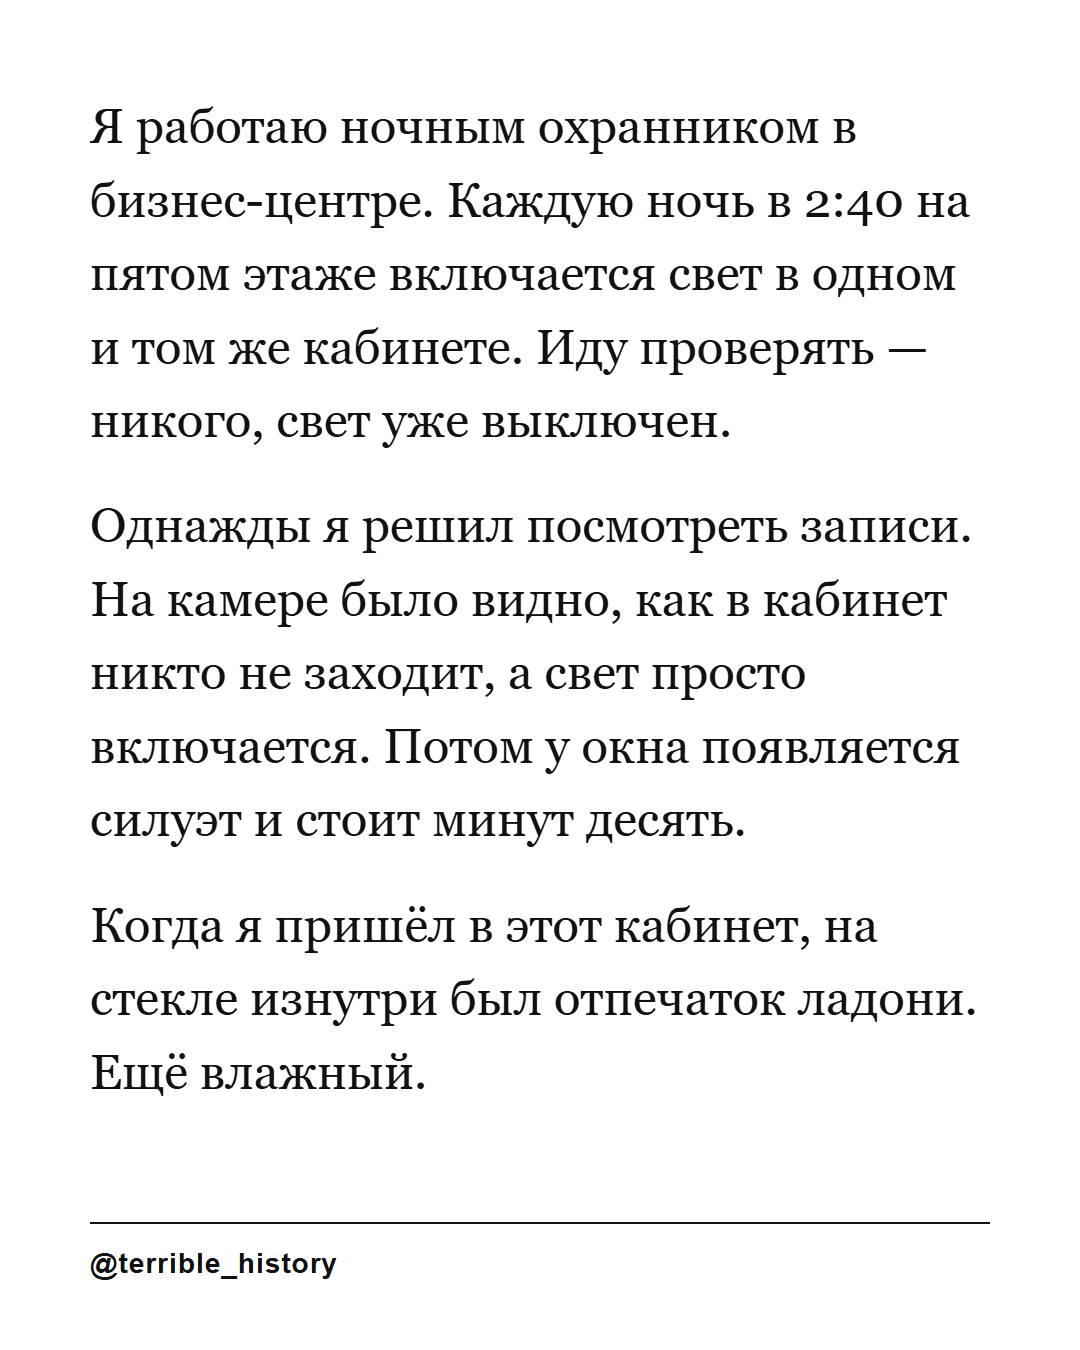 Я работаю ночным охранником в
бизнес-центре. Каждую ночь в 2:40 на
пятом этаже включается свет в одном
и том же кабинете. Иду проверять —
никого, свет уже выключен.
Однажды я решил посмотреть записи.
На камере было видно, как в кабинет
никто не заходит, а свет просто
включается. Потом у окна появляется
силуэт и стоит минут десять.
Когда я пришёл в этот кабинет, на
стекле изнутри был отпечаток ладони.
Ещё влажный.
@terrible_history